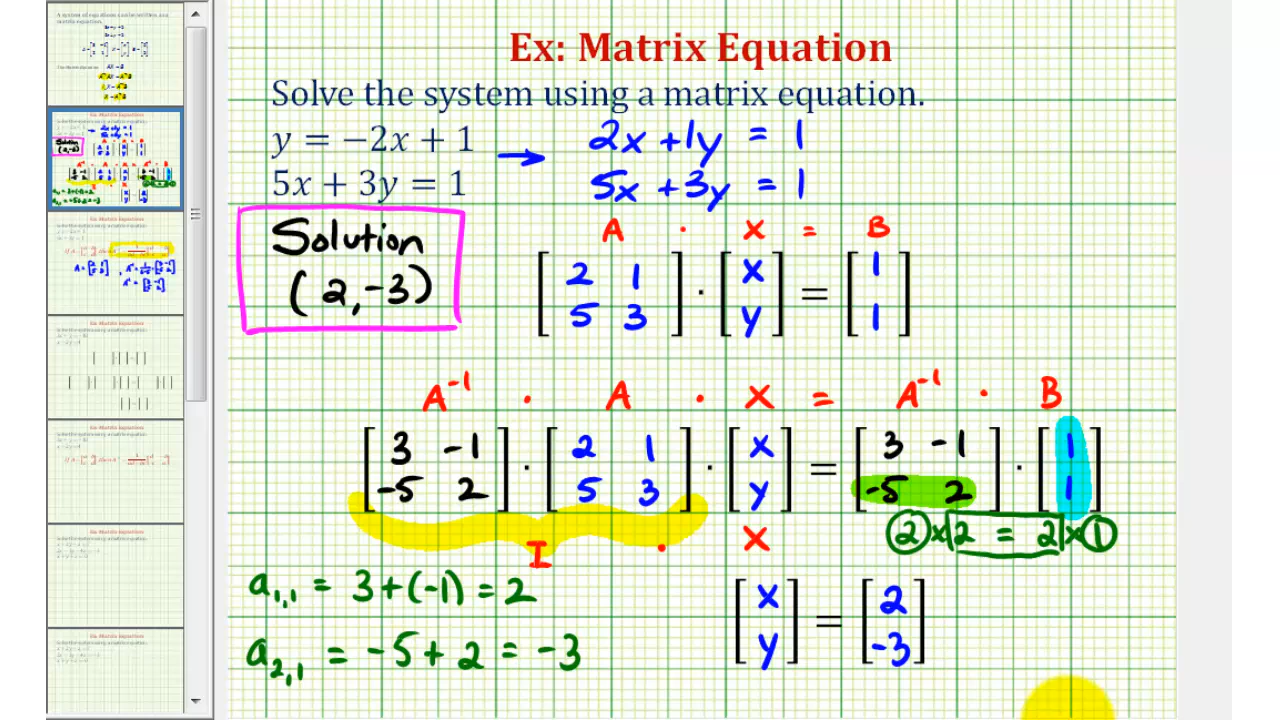 Ex: Matrix Equation
Solve the system using a matrix equation.
y = −2x + 1 → 2x + 1y = 1
5x + 3y = 1 5x + 3y = 1
Solution
(2, -3)
A · X = B
[2 1] · [x] = [1]
[5 3] [y] [1]
A⁻¹ · A · X = A⁻¹ · B
[3 -1] · [2 1] · [x] = [3 -1] · [1]
[-5 2] [5 3] [y] [-5 2] [1]
2 x 2 = 2 x 1
I · X
a₁,₁ = 3 + (-1) = 2
[x] = [2]
[y] [-3]
a₂,₁ = -5 + 2 = -3